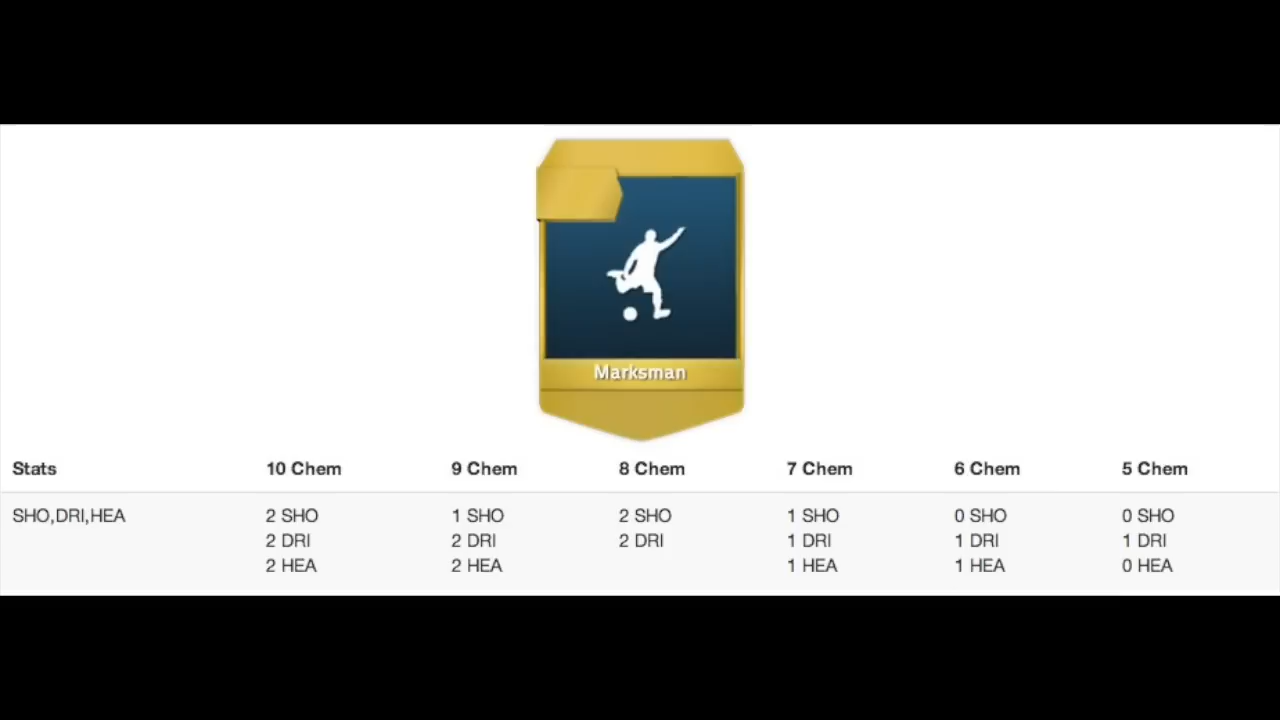 Marksman
Stats 10 Chem 9 Chem 8 Chem 7 Chem 6 Chem 5 Chem
SHO,DRI,HEA 2 SHO 1 SHO 2 SHO 1 SHO 0 SHO 0 SHO
2 DRI 2 DRI 2 DRI 1 DRI 1 DRI 1 DRI
2 HEA 2 HEA 1 HEA 1 HEA 0 HEA